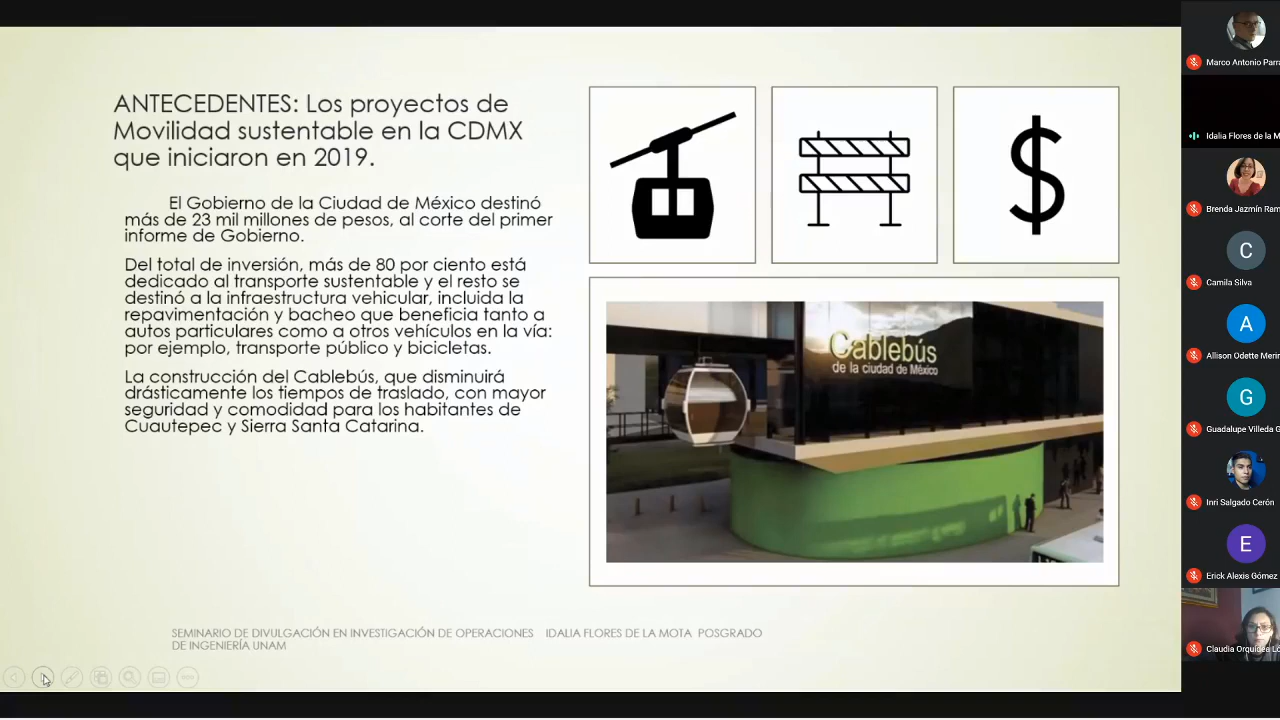 ANTECEDENTES: Los proyectos de
Movilidad sustentable en la CDMX
que iniciaron en 2019.
El Gobierno de la Ciudad de México destinó
más de 23 mil millones de pesos, al corte del primer
informe de Gobierno.
Del total de inversión, más de 80 por ciento está
dedicado al transporte sustentable y el resto se
destinó a la infraestructura vehicular, incluida la
repavimentación y bacheo que beneficia tanto a
autos particulares como a otros vehículos en la vía:
por ejemplo, transporte público y bicicletas.
La construcción del Cablebús, que disminuirá
drásticamente los tiempos de traslado, con mayor
seguridad y comodidad para los habitantes de
Cuautepec y Sierra Santa Catarina.
$
Cablebús
de la ciudad de México
SEMINARIO DE DIVULGACIÓN EN INVESTIGACIÓN DE OPERACIONES IDALIA FLORES DE LA MOTA POSGRADO
DE INGENIERÍA UNAM
Marco Antonio Parra
Idalia Flores de la M
Brenda Jazmín Ram
C
Camila Silva
A
Allison Odette Merin
G
Guadalupe Villeda G
Inri Salgado Cerón
E
Erick Alexis Gómez
Claudia Orquidea Ló